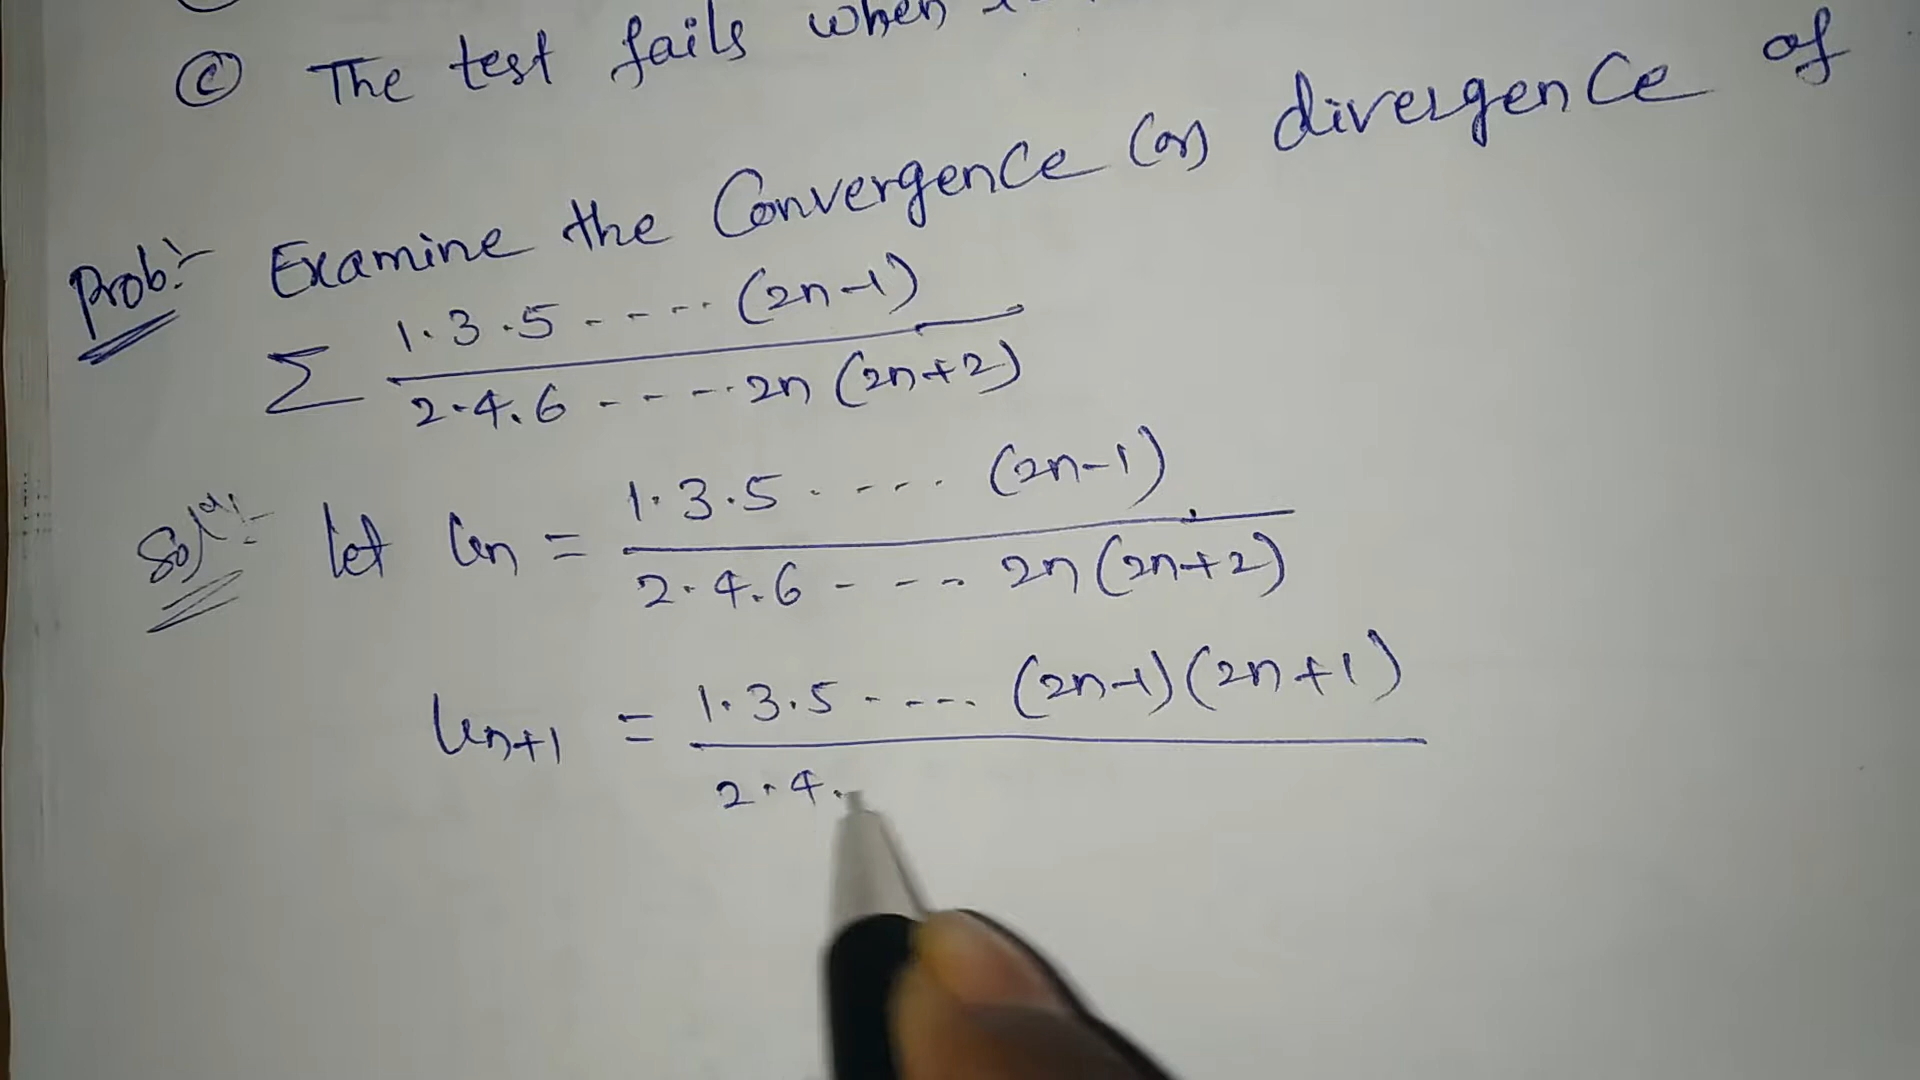 Ⓒ The test fails when
Prob:- Examine the Convergence (or) divergence of
∑ 1·3·5----(2n-1) / 2·4·6----2n(2n+2)
Solⁿ:- let Un = 1·3·5----(2n-1) / 2·4·6----2n(2n+2)
Un+1 = 1·3·5----(2n-1)(2n+1) / 2·4·